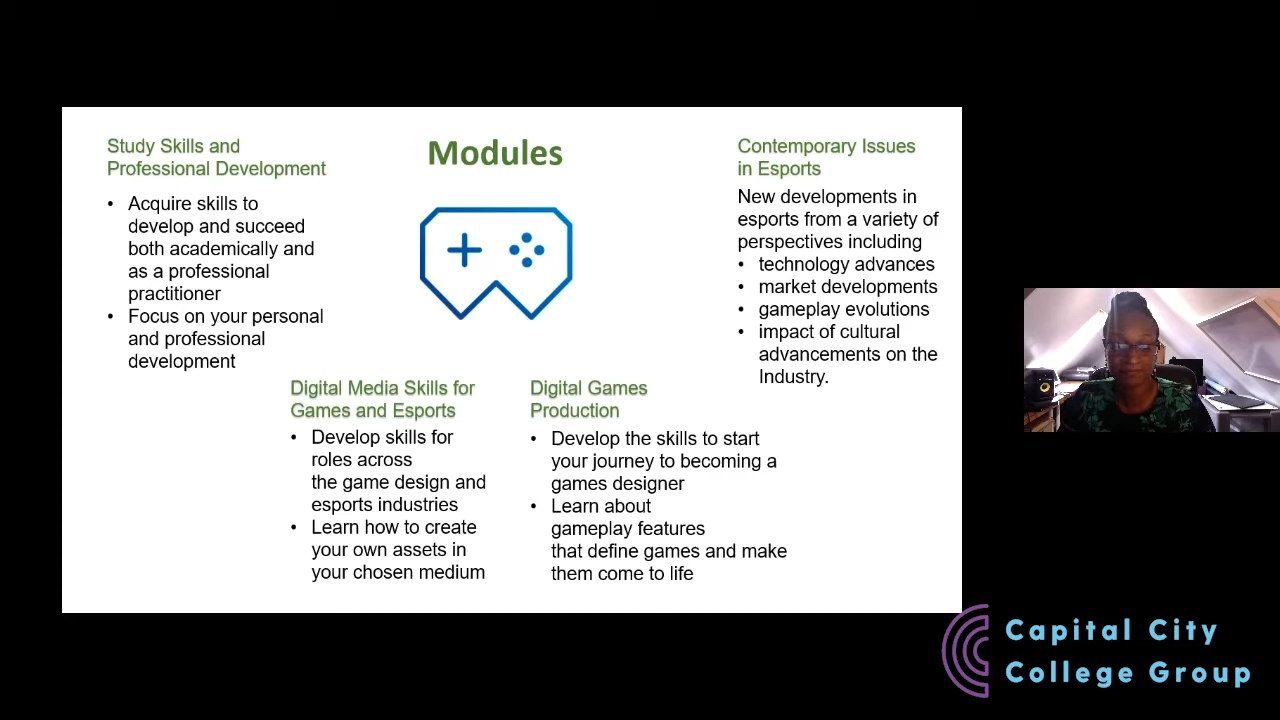 Modules
Study Skills and
Professional Development
• Acquire skills to
develop and succeed
both academically and
as a professional
practitioner
• Focus on your personal
and professional
development
Digital Media Skills for
Games and Esports
• Develop skills for
roles across
the game design and
esports industries
• Learn how to create
your own assets in
your chosen medium
Digital Games
Production
• Develop the skills to start
your journey to becoming a
games designer
• Learn about
gameplay features
that define games and make
them come to life
Contemporary Issues
in Esports
New developments in
esports from a variety of
perspectives including
• technology advances
• market developments
• gameplay evolutions
• impact of cultural
advancements on the
Industry.
Capital City
College Group